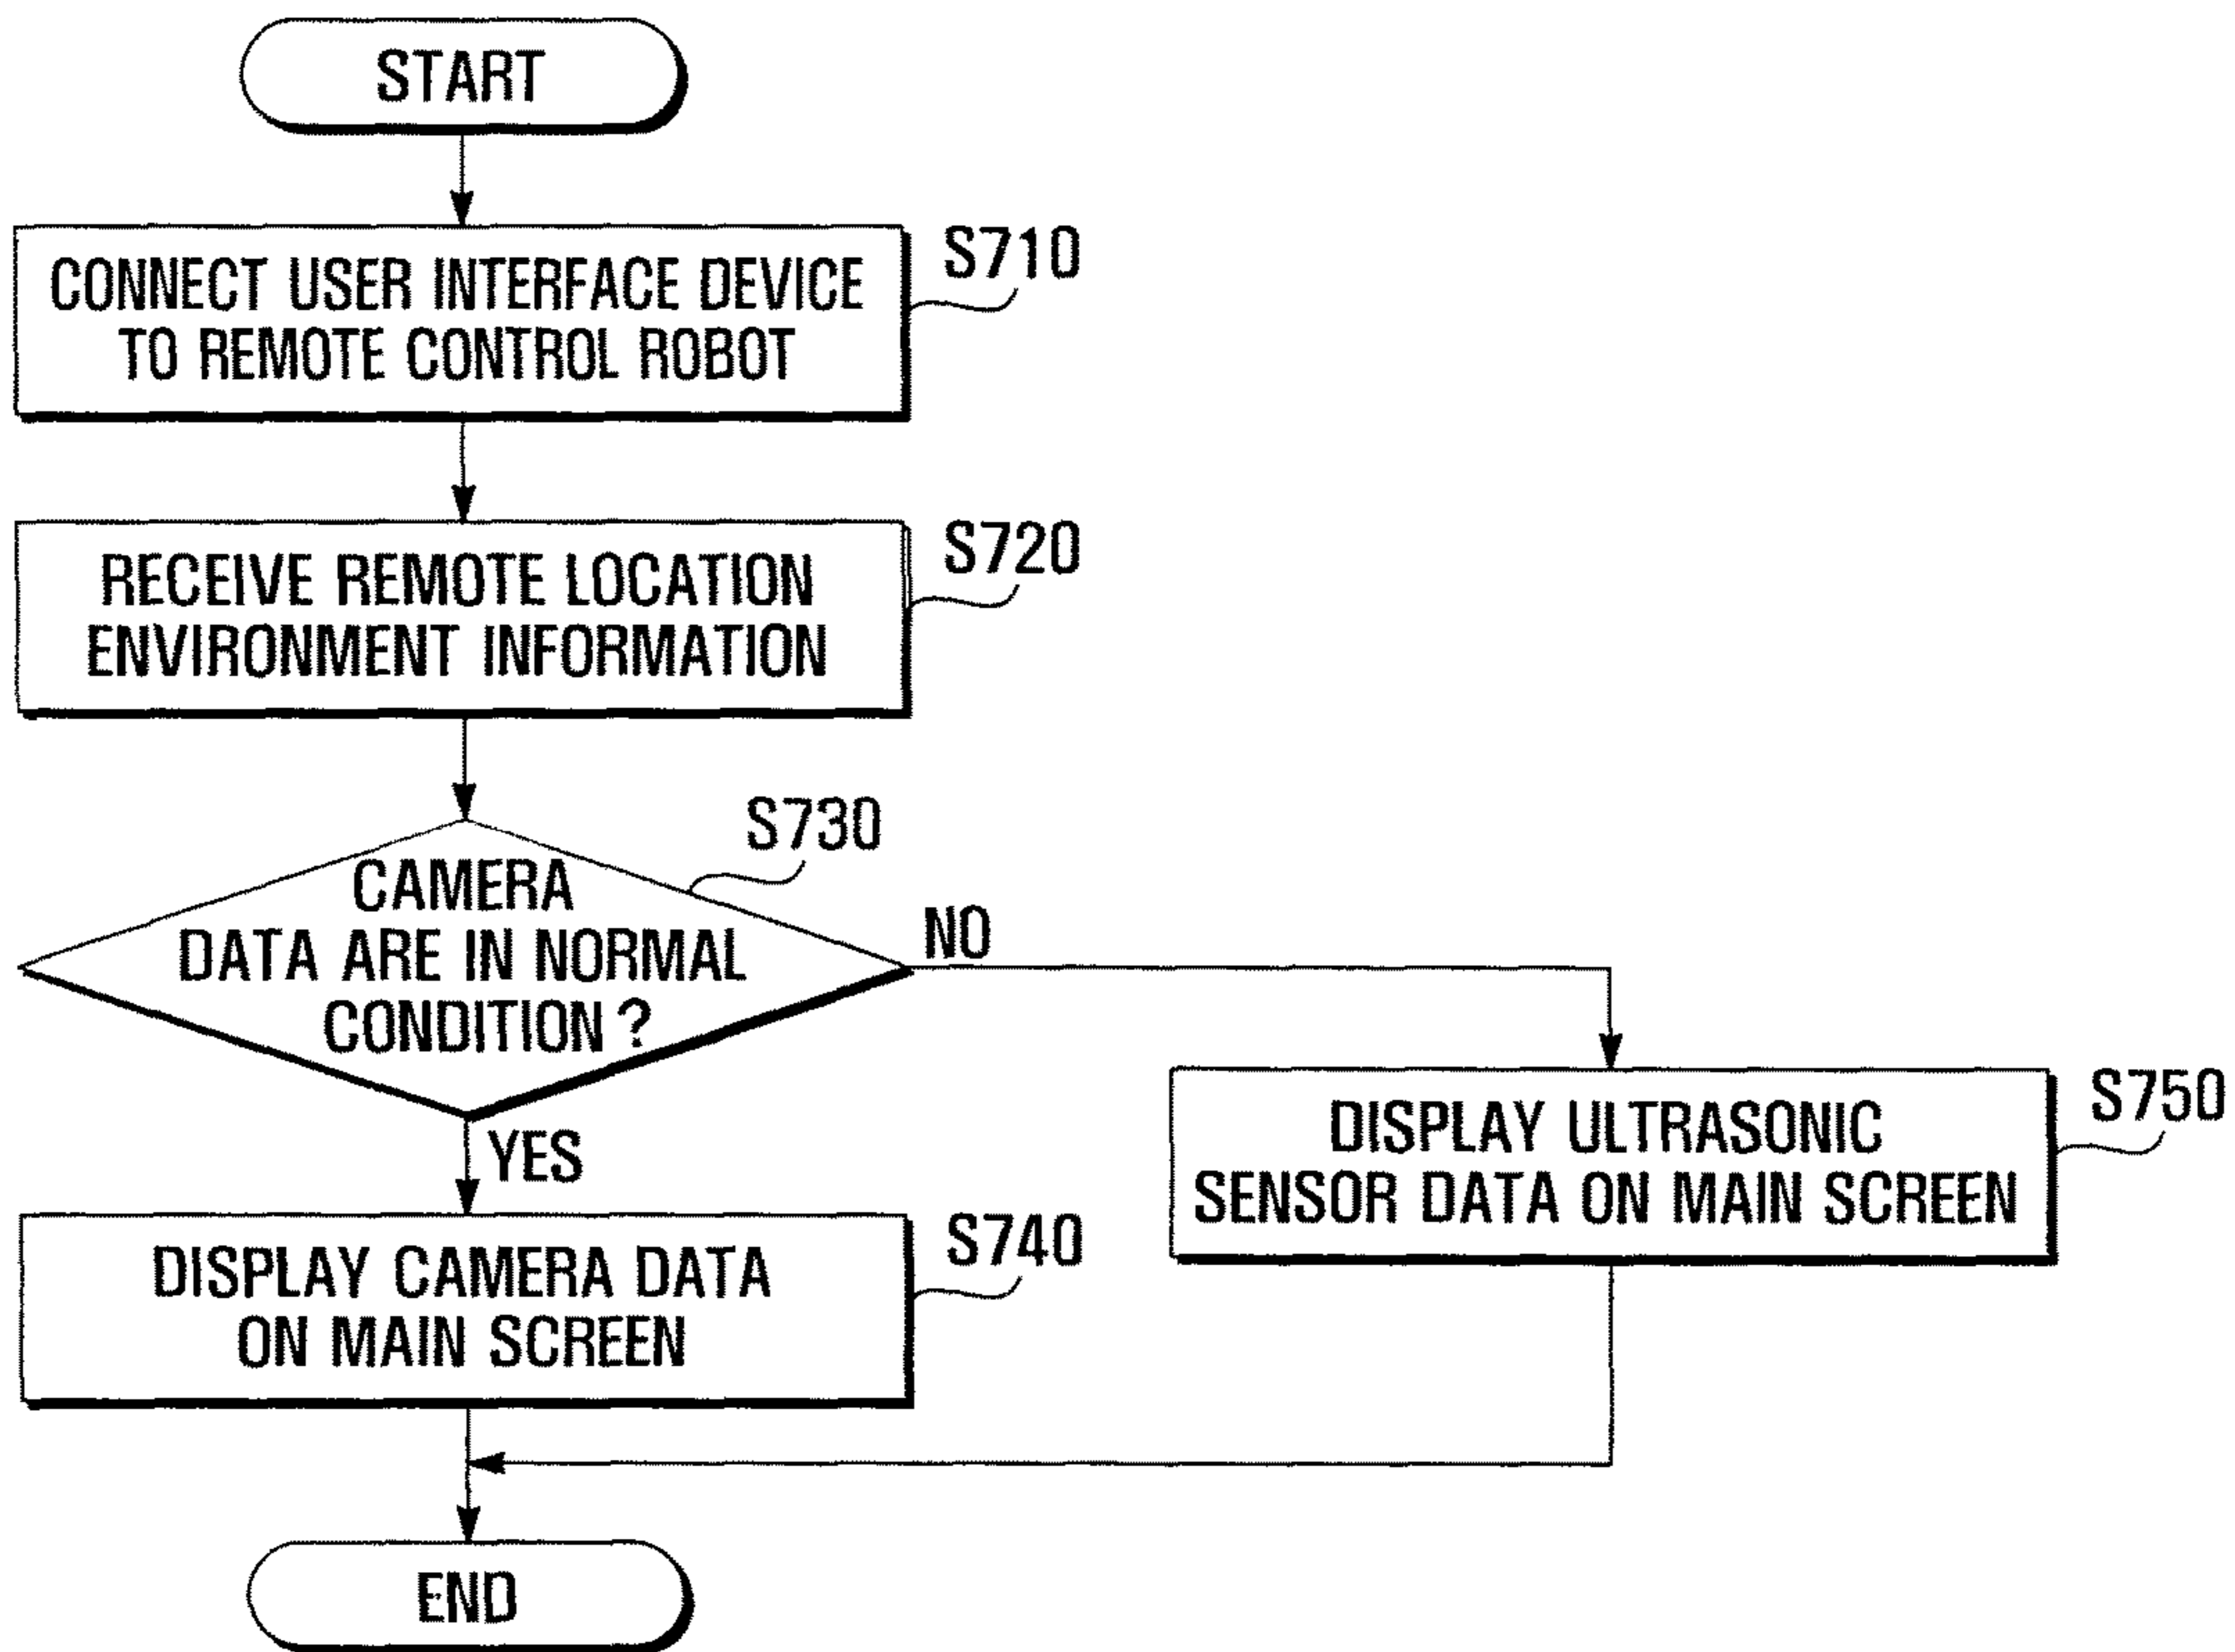 START
CONNECT USER INTERFACE DEVICE
TO REMOTE CONTROL ROBOT
S710
RECEIVE REMOTE LOCATION
ENVIRONMENT INFORMATION
S720
CAMERA
DATA ARE IN NORMAL
CONDITION ?
S730
NO
YES
DISPLAY ULTRASONIC
SENSOR DATA ON MAIN SCREEN
S750
DISPLAY CAMERA DATA
ON MAIN SCREEN
S740
END